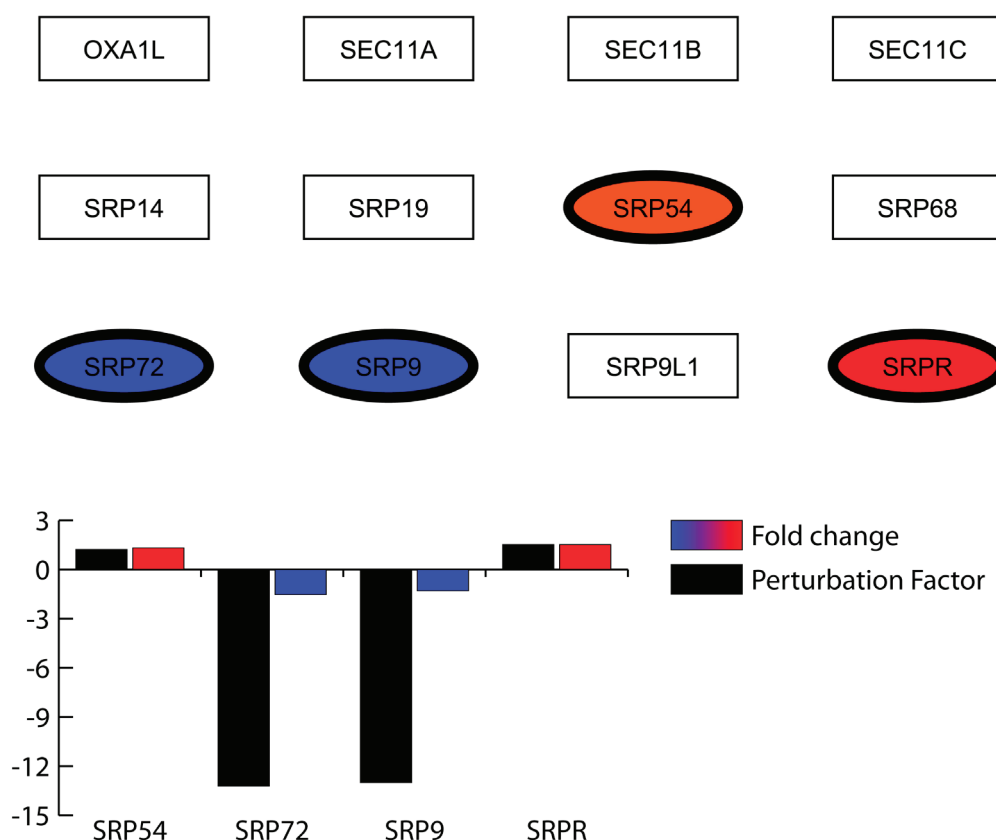 OXA1L SEC11A SEC11B SEC11C
SRP14 SRP19 SRP54 SRP68
SRP72 SRP9 SRP9L1 SRPR
3
0
-3
-6
-9
-12
-15
SRP54 SRP72 SRP9 SRPR
Fold change
Perturbation Factor